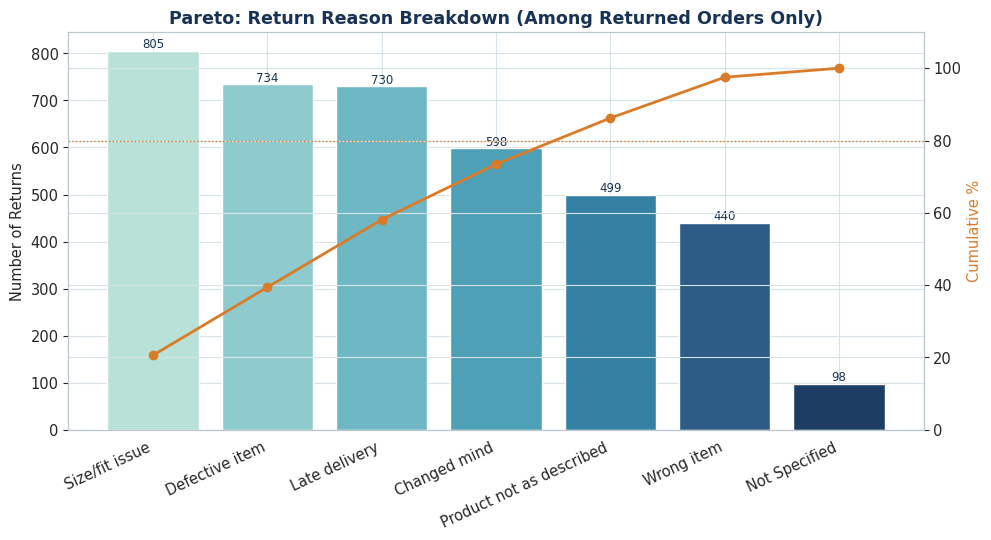 Pareto: Return Reason Breakdown (Among Returned Orders Only)
Number of Returns
800
700
600
500
400
300
200
100
0
805
734
730
598
499
440
98
100
80
60
40
20
0
Cumulative %
Size/fit issue
Defective item
Late delivery
Changed mind
Product not as described
Wrong item
Not Specified